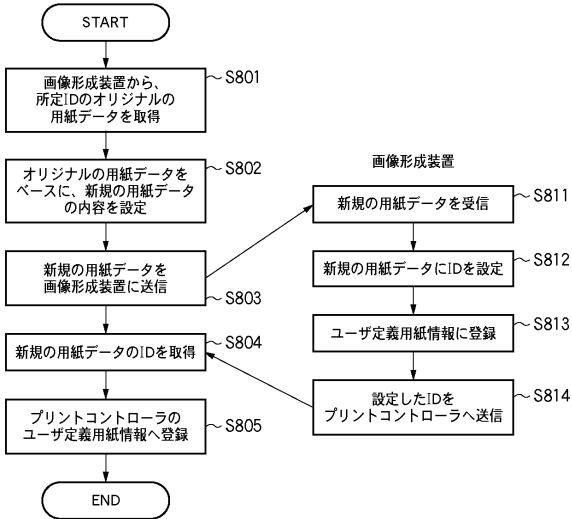 START
画像形成装置から、
所定IDのオリジナルの
用紙データを取得
S801
オリジナルの用紙データを
ベースに、新規の用紙データ
の内容を設定
S802
新規の用紙データを
画像形成装置に送信
S803
新規の用紙データのIDを取得
S804
プリントコントローラの
ユーザ定義用紙情報へ登録
S805
END
画像形成装置
新規の用紙データを受信
S811
新規の用紙データにIDを設定
S812
ユーザ定義用紙情報に登録
S813
設定したIDを
プリントコントローラへ送信
S814